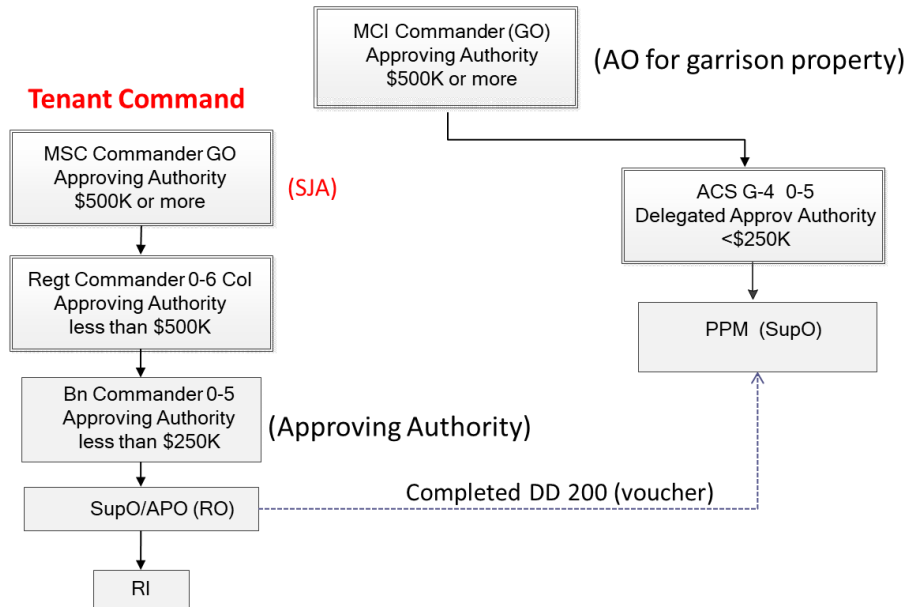 MCI Commander (GO)
Approving Authority
$500K or more
(AO for garrison property)
Tenant Command
MSC Commander GO
Approving Authority
$500K or more
(SJA)
ACS G-4 0-5
Delegated Approv Authority
<$250K
Regt Commander 0-6 Col
Approving Authority
less than $500K
PPM (SupO)
Bn Commander 0-5
Approving Authority
less than $250K
(Approving Authority)
Completed DD 200 (voucher)
SupO/APO (RO)
RI